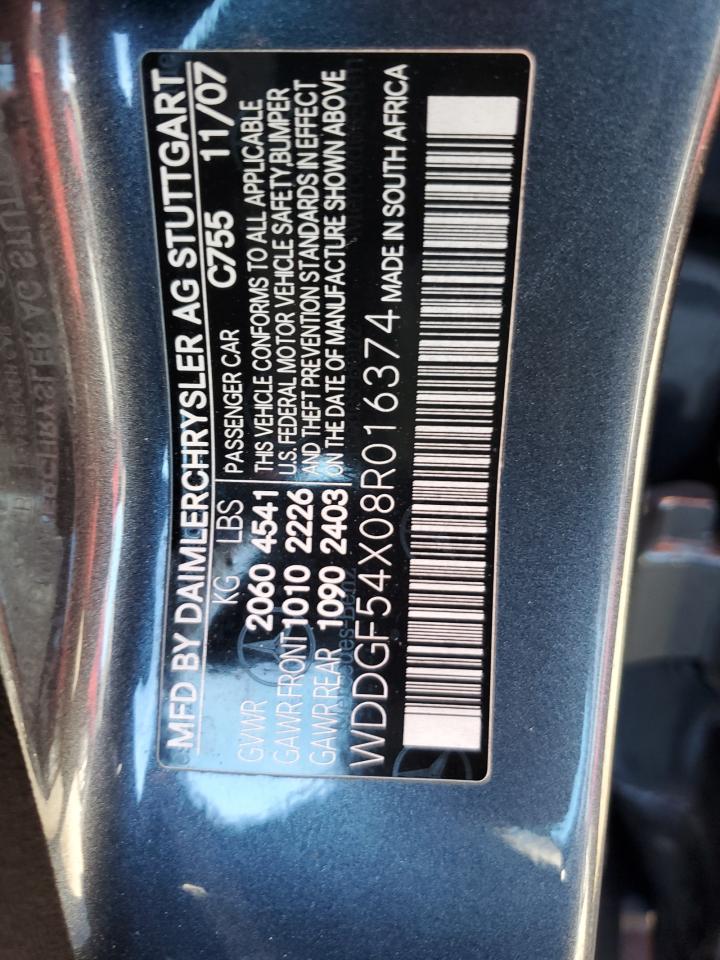 MFD BY DAIMLERCHRYSLER AG STUTTGART
KG LBS C755 11/07
GVWR 2060 4541 PASSENGER CAR
GAWR FRONT 1010 2226 THIS VEHICLE CONFORMS TO ALL APPLICABLE
GAWR REAR 1090 2403 U.S. FEDERAL MOTOR VEHICLE SAFETY, BUMPER
AND THEFT PREVENTION STANDARDS IN EFFECT
ON THE DATE OF MANUFACTURE SHOWN ABOVE
WDDGF54X08R016374 MADE IN SOUTH AFRICA